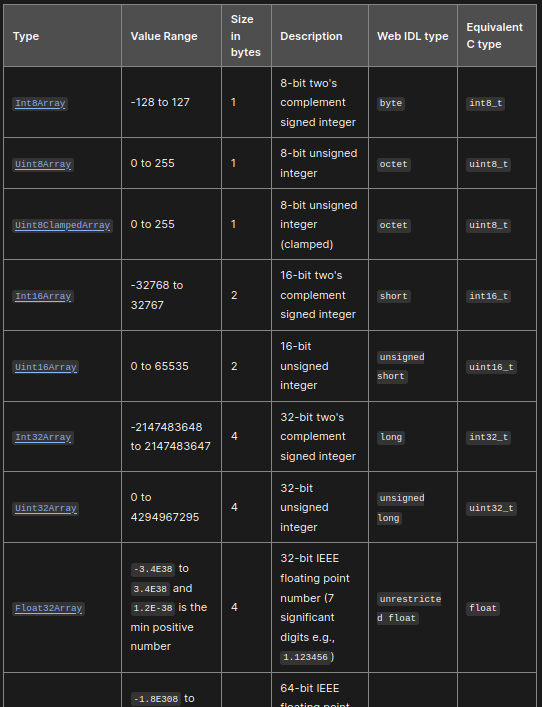 Type Value Range Size in bytes Description Web IDL type Equivalent C type
Int8Array -128 to 127 1 8-bit two's complement signed integer byte int8_t
Uint8Array 0 to 255 1 8-bit unsigned integer octet uint8_t
Uint8ClampedArray 0 to 255 1 8-bit unsigned integer (clamped) octet uint8_t
Int16Array -32768 to 32767 2 16-bit two's complement signed integer short int16_t
Uint16Array 0 to 65535 2 16-bit unsigned integer unsigned short uint16_t
Int32Array -2147483648 to 2147483647 4 32-bit two's complement signed integer long int32_t
Uint32Array 0 to 4294967295 4 32-bit unsigned integer unsigned long uint32_t
Float32Array -3.4E38 to 3.4E38 and 1.2E-38 is the min positive number 4 32-bit IEEE floating point number (7 significant digits e.g., 1.123456) unrestricted float float
-1.8E308 to 64-bit IEEE floating point